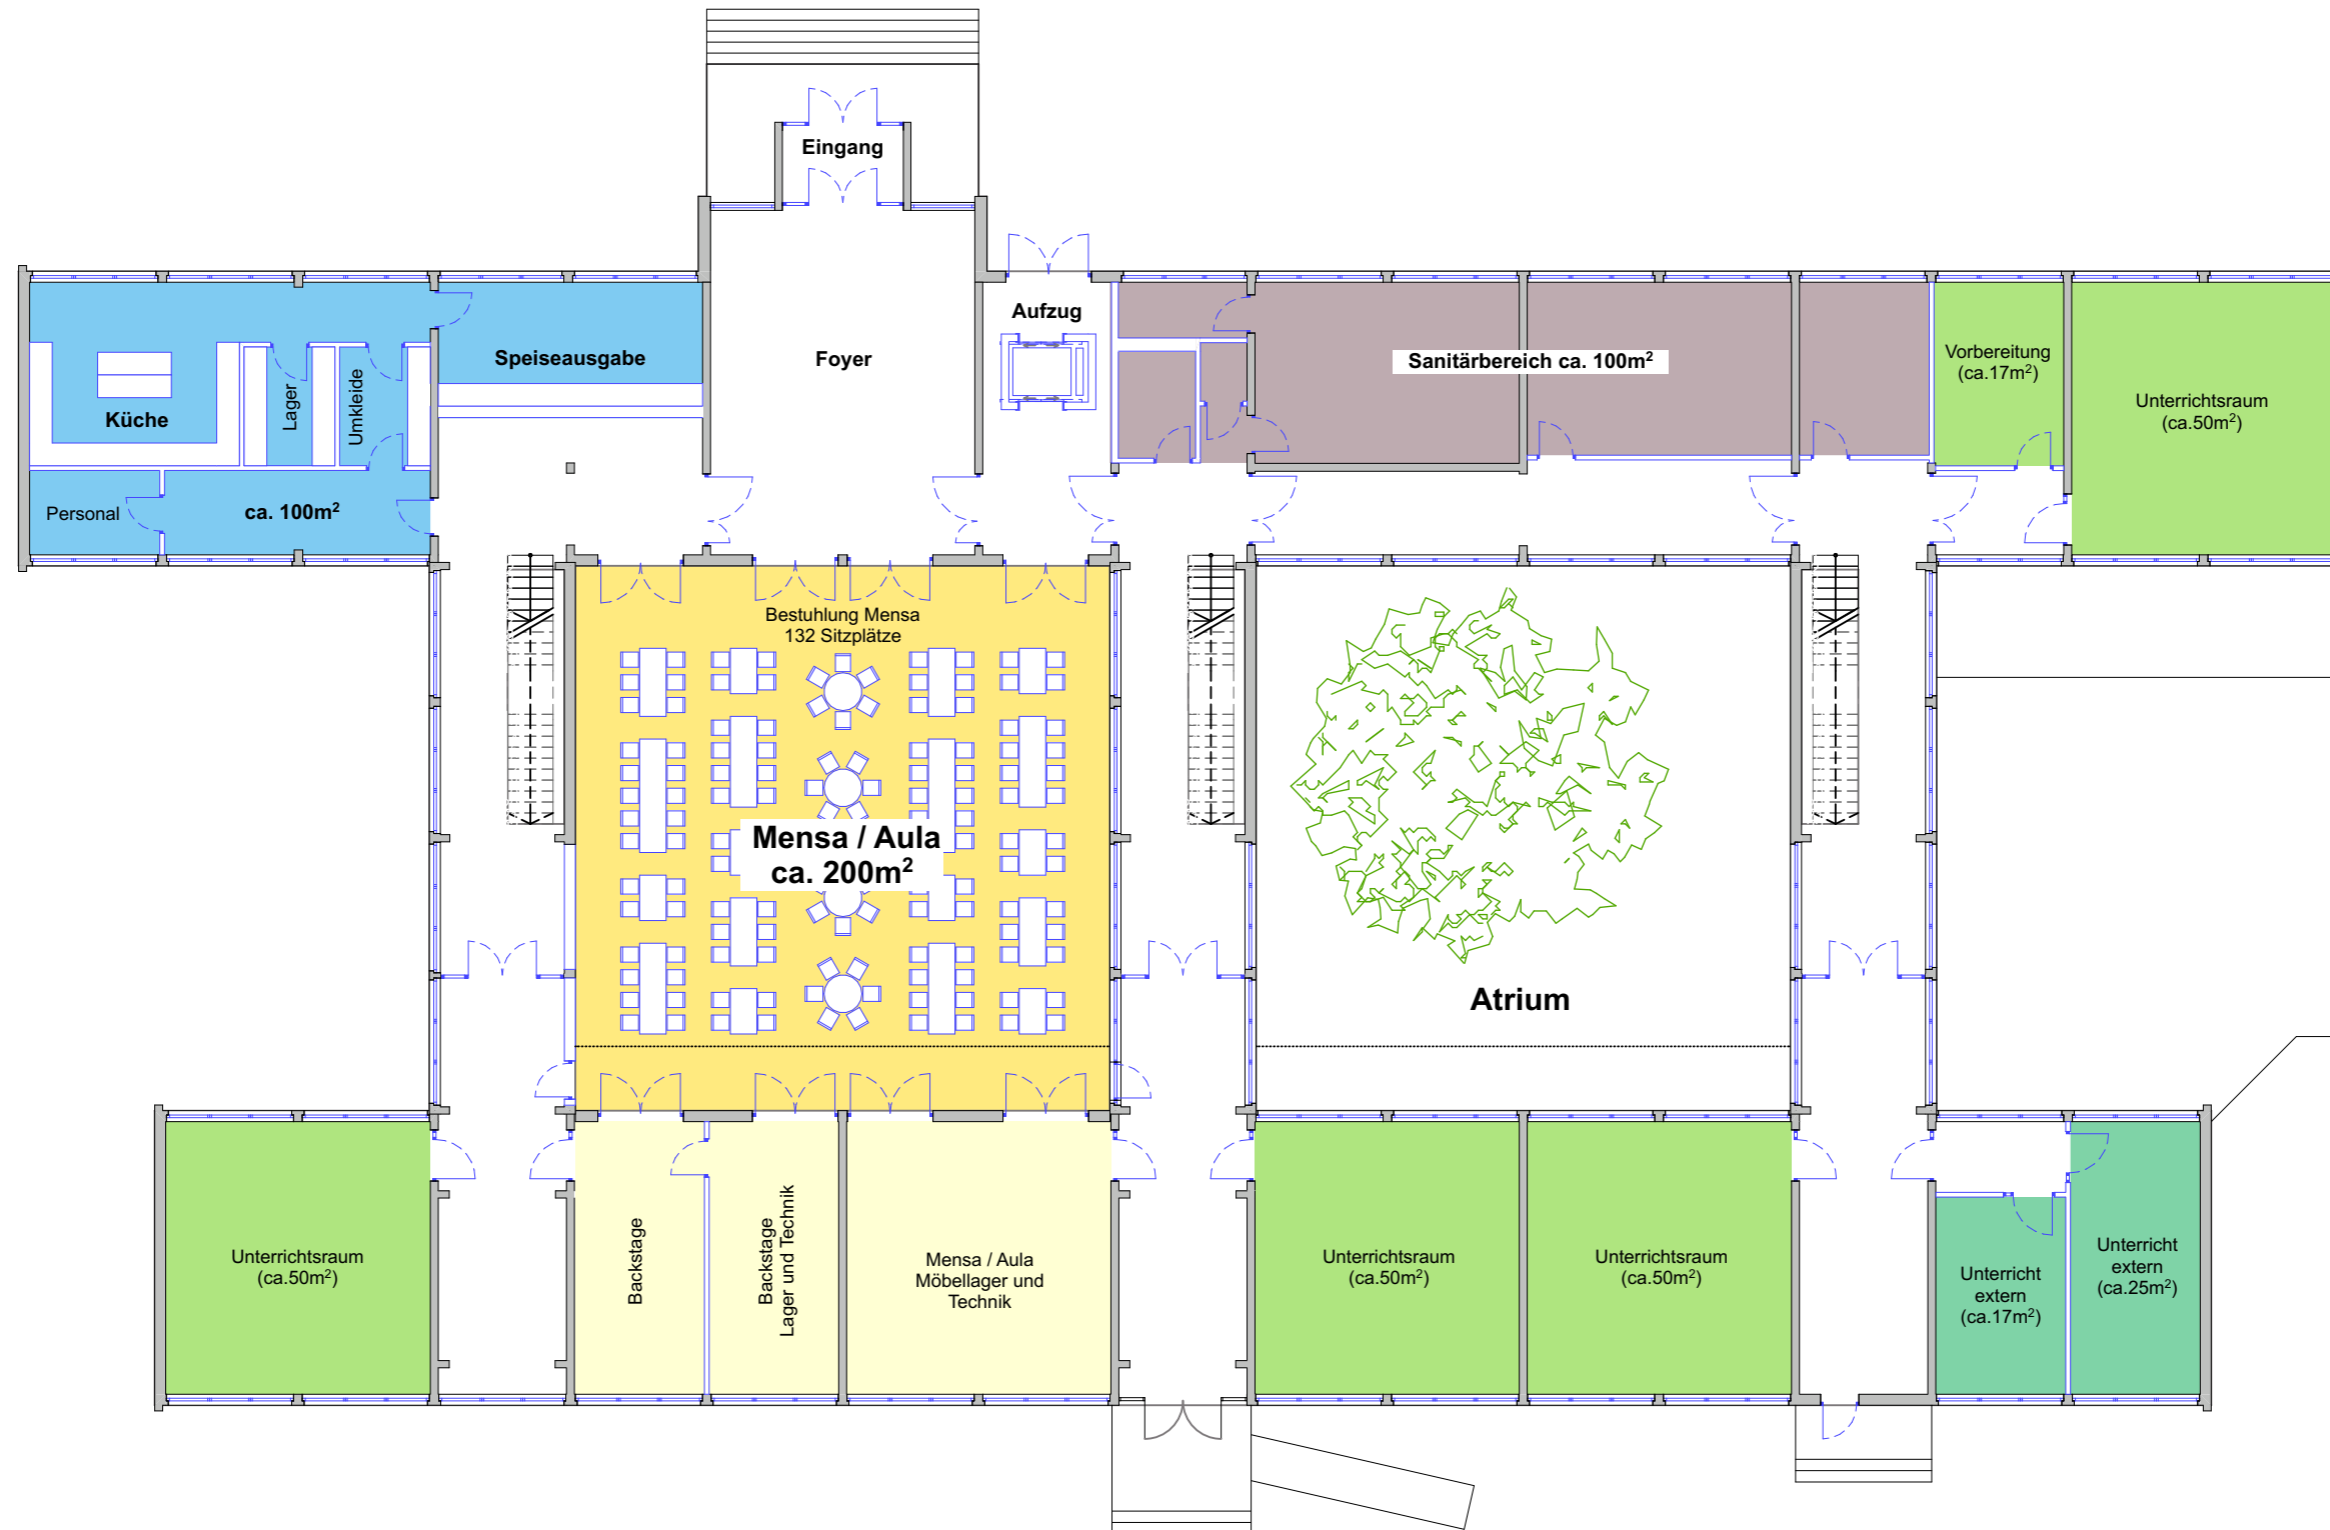 Eingang
Aufzug
Speiseausgabe
Foyer
Sanitärbereich ca. 100m²
Vorbereitung
(ca.17m²)
Unterrichtsraum
(ca.50m²)
Küche
Lager
Umkleide
Personal
ca. 100m²
Bestuhlung Mensa
132 Sitzplätze
Mensa / Aula
ca. 200m²
Atrium
Unterrichtsraum
(ca.50m²)
Backstage
Backstage
Lager und Technik
Mensa / Aula
Möbellager und
Technik
Unterrichtsraum
(ca.50m²)
Unterrichtsraum
(ca.50m²)
Unterricht
extern
(ca.17m²)
Unterricht
extern
(ca.25m²)